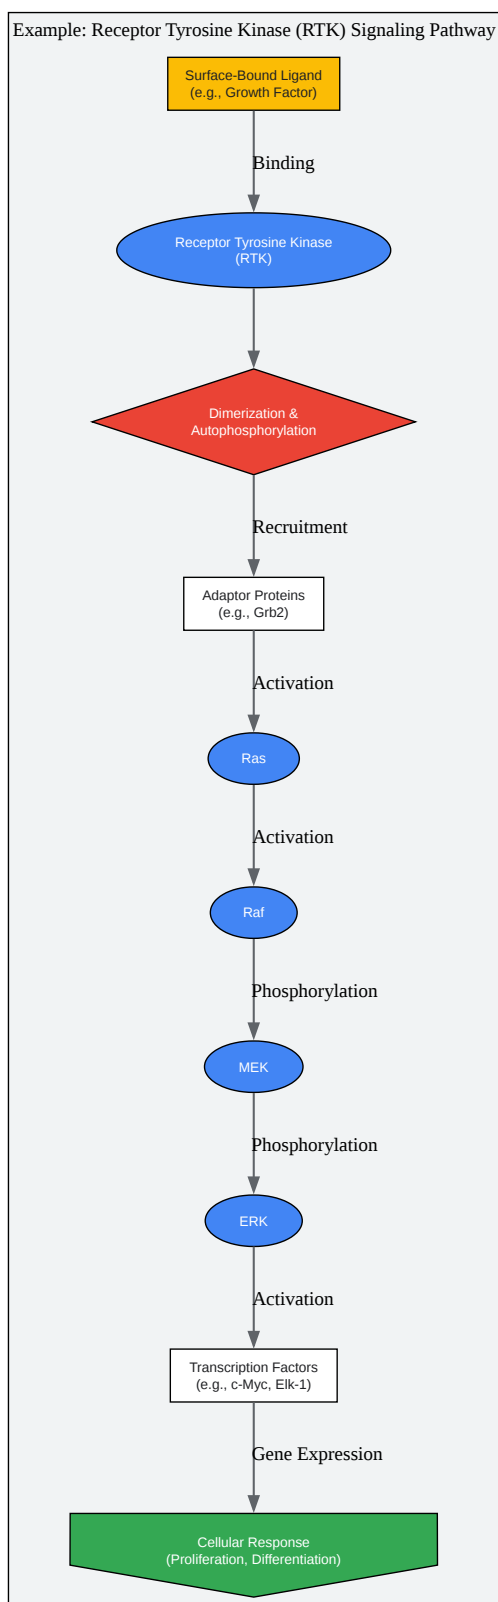 Example: Receptor Tyrosine Kinase (RTK) Signaling Pathway
Surface-Bound Ligand
(e.g., Growth Factor)
Binding
Receptor Tyrosine Kinase
(RTK)
Dimerization &
Autophosphorylation
Recruitment
Adaptor Proteins
(e.g., Grb2)
Activation
Ras
Activation
Raf
Phosphorylation
MEK
Phosphorylation
ERK
Activation
Transcription Factors
(e.g., c-Myc, Elk-1)
Gene Expression
Cellular Response
(Proliferation, Differentiation)